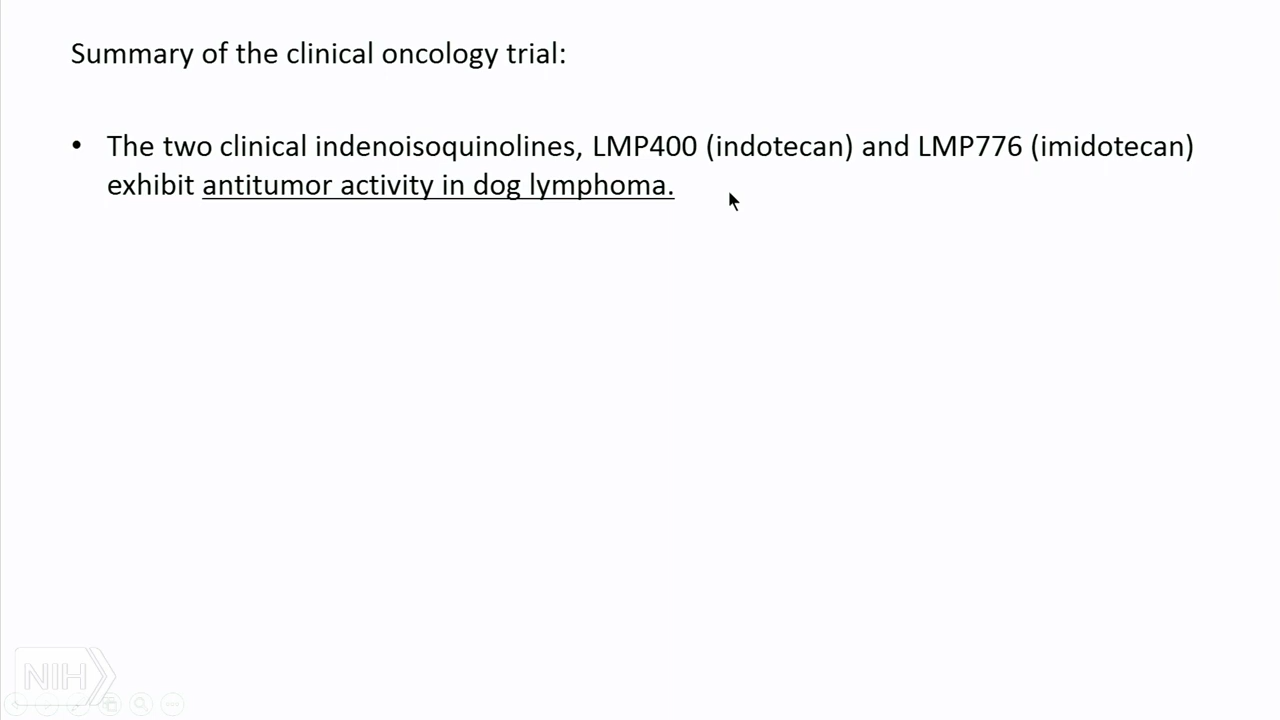 Summary of the clinical oncology trial:
• The two clinical indenoisoquinolines, LMP400 (indotecan) and LMP776 (imidotecan)
exhibit antitumor activity in dog lymphoma.
NIH